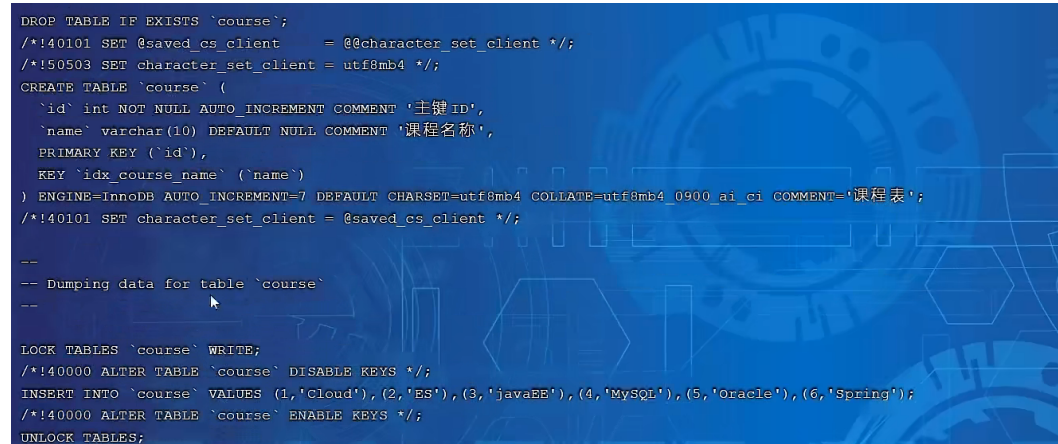 DROP TABLE IF EXISTS `course`;
/*!40101 SET @saved_cs_client     = @@character_set_client */;
/*!50503 SET character_set_client = utf8mb4 */;
CREATE TABLE `course` (
  `id` int NOT NULL AUTO_INCREMENT COMMENT '主键ID',
  `name` varchar(10) DEFAULT NULL COMMENT '课程名称',
  PRIMARY KEY (`id`),
  KEY `idx_course_name` (`name`)
) ENGINE=InnoDB AUTO_INCREMENT=7 DEFAULT CHARSET=utf8mb4 COLLATE=utf8mb4_0900_ai_ci COMMENT='课程表';
/*!40101 SET character_set_client = @saved_cs_client */;
--
-- Dumping data for table `course`
--
LOCK TABLES `course` WRITE;
/*!40000 ALTER TABLE `course` DISABLE KEYS */;
INSERT INTO `course` VALUES (1,'Cloud'),(2,'ES'),(3,'javaEE'),(4,'MySQL'),(5,'Oracle'),(6,'Spring');
/*!40000 ALTER TABLE `course` ENABLE KEYS */;
UNLOCK TABLES;